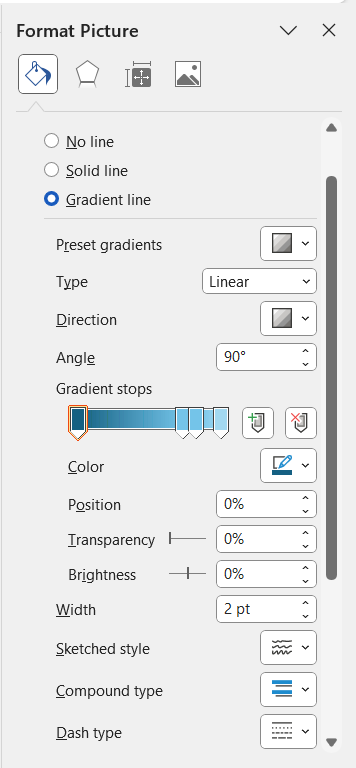 Format Picture
No line
Solid line
Gradient line
Preset gradients
Type Linear
Direction
Angle 90°
Gradient stops
Color
Position 0%
Transparency 0%
Brightness 0%
Width 2 pt
Sketched style
Compound type
Dash type